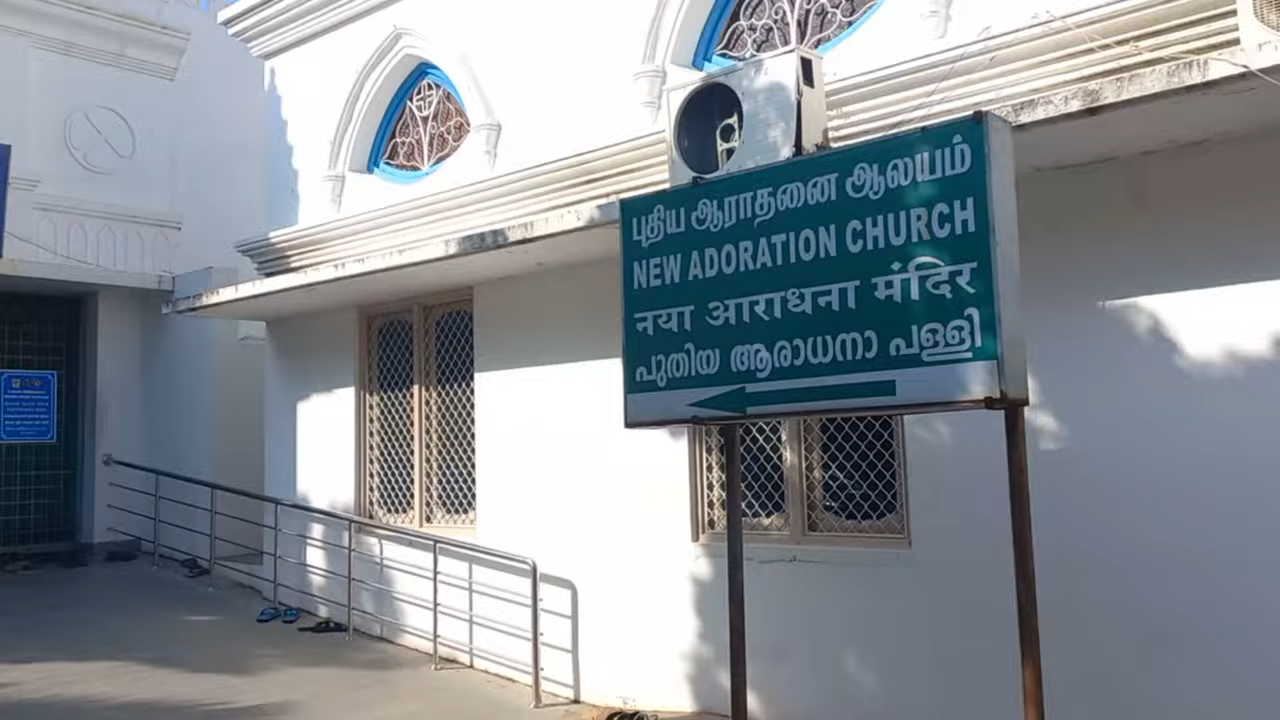 புதிய ஆராதனை ஆலயம்
NEW ADORATION CHURCH
नया आराधना मंदिर
പുതിയ ആരാധനാ പള്ളി